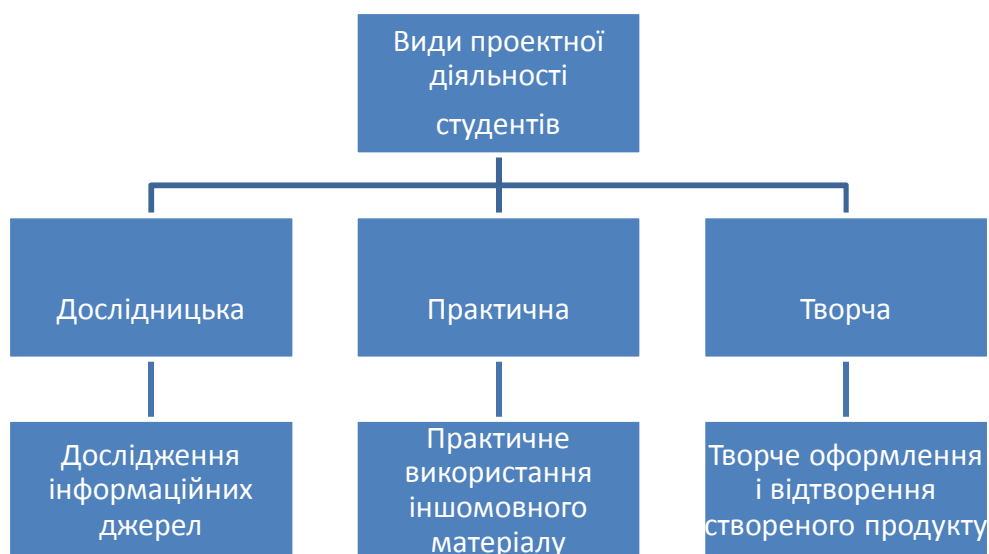 Види проектної
діяльності
студентів
Дослідницька
Практична
Творча
Дослідження
інформаційних
джерел
Практичне
використання
іншомовного
матеріалу
Творче оформлення
і відтворення
створеного продукту